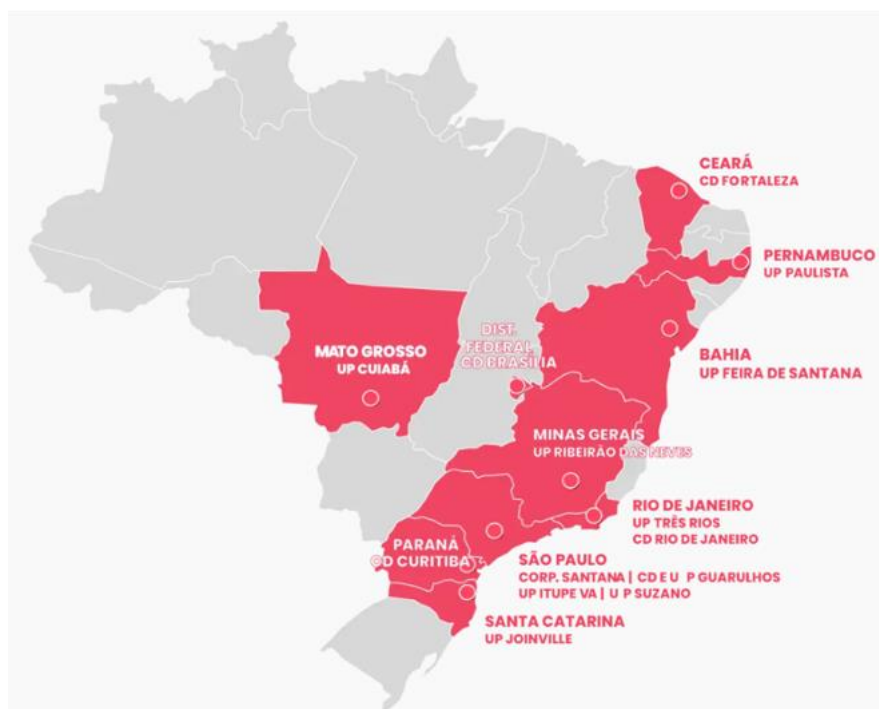 CEARÁ
CD FORTALEZA
PERNAMBUCO
UP PAULISTA
DIST.
FEDERAL
CD BRASÍLIA
MATO GROSSO
UP CUIABÁ
BAHIA
UP FEIRA DE SANTANA
MINAS GERAIS
UP RIBEIRÃO DAS NEVES
RIO DE JANEIRO
UP TRÊS RIOS
CD RIO DE JANEIRO
PARANÁ
CD CURITIBA
SÃO PAULO
CORP. SANTANA | CD E U P GUARULHOS
UP ITUPE VA | U P SUZANO
SANTA CATARINA
UP JOINVILLE